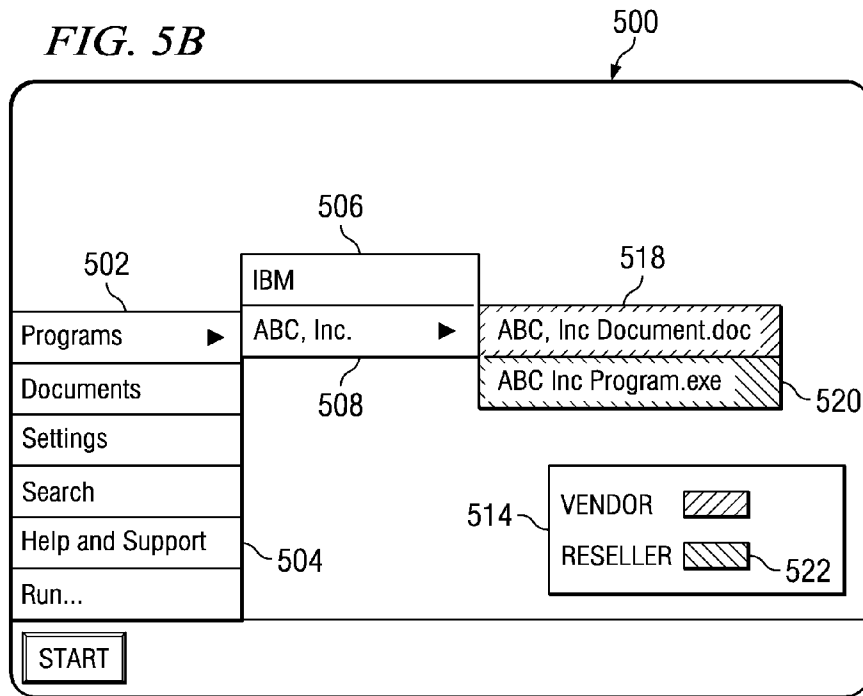 FIG. 5B
500
506
502
518
IBM
Programs
ABC, Inc.
ABC, Inc Document.doc
ABC Inc Program.exe
508
520
Documents
Settings
Search
514
VENDOR
Help and Support
504
RESELLER
522
Run...
START